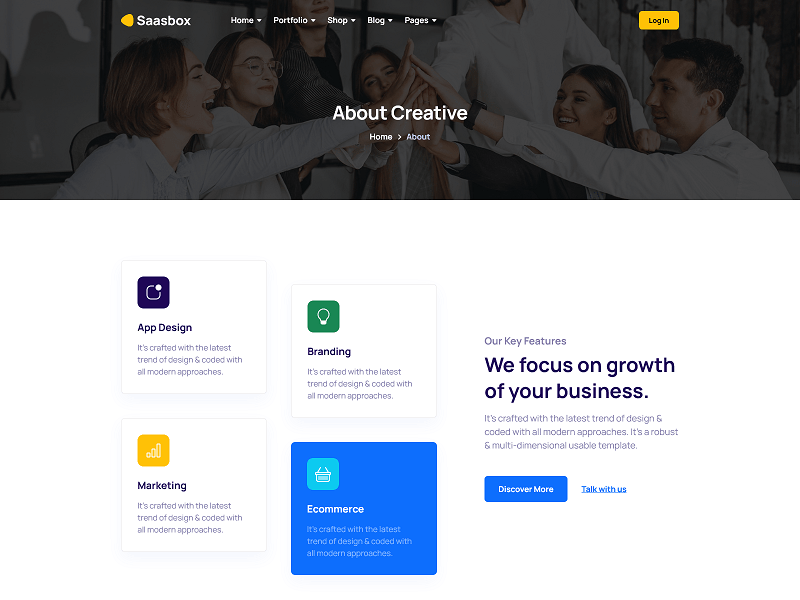 Saasbox
Home
Portfolio
Shop
Blog
Pages
Log In
About Creative
Home > About
App Design
It's crafted with the latest
trend of design & coded with
all modern approaches.
Branding
It's crafted with the latest
trend of design & coded with
all modern approaches.
Marketing
It's crafted with the latest
trend of design & coded with
all modern approaches.
Ecommerce
It's crafted with the latest
trend of design & coded with
all modern approaches.
Our Key Features
We focus on growth
of your business.
It's crafted with the latest trend of design &
coded with all modern approaches. It's a robust
& multi-dimensional usable template.
Discover More
Talk with us